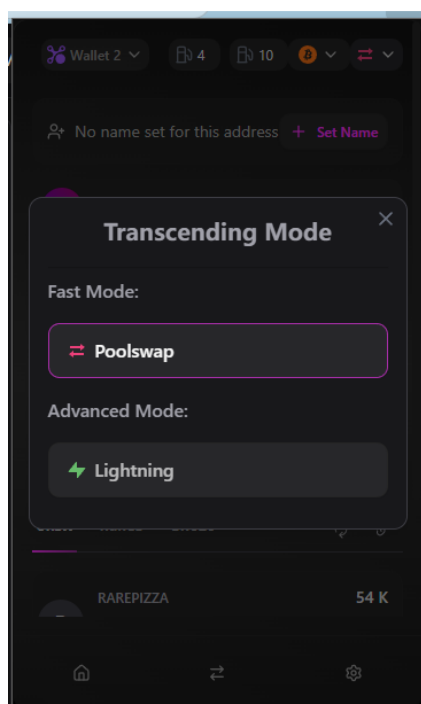 Wallet 2
4
10
No name set for this address
+ Set Name
Transcending Mode
Fast Mode:
Poolswap
Advanced Mode:
Lightning
RAREPIZZA
54 K